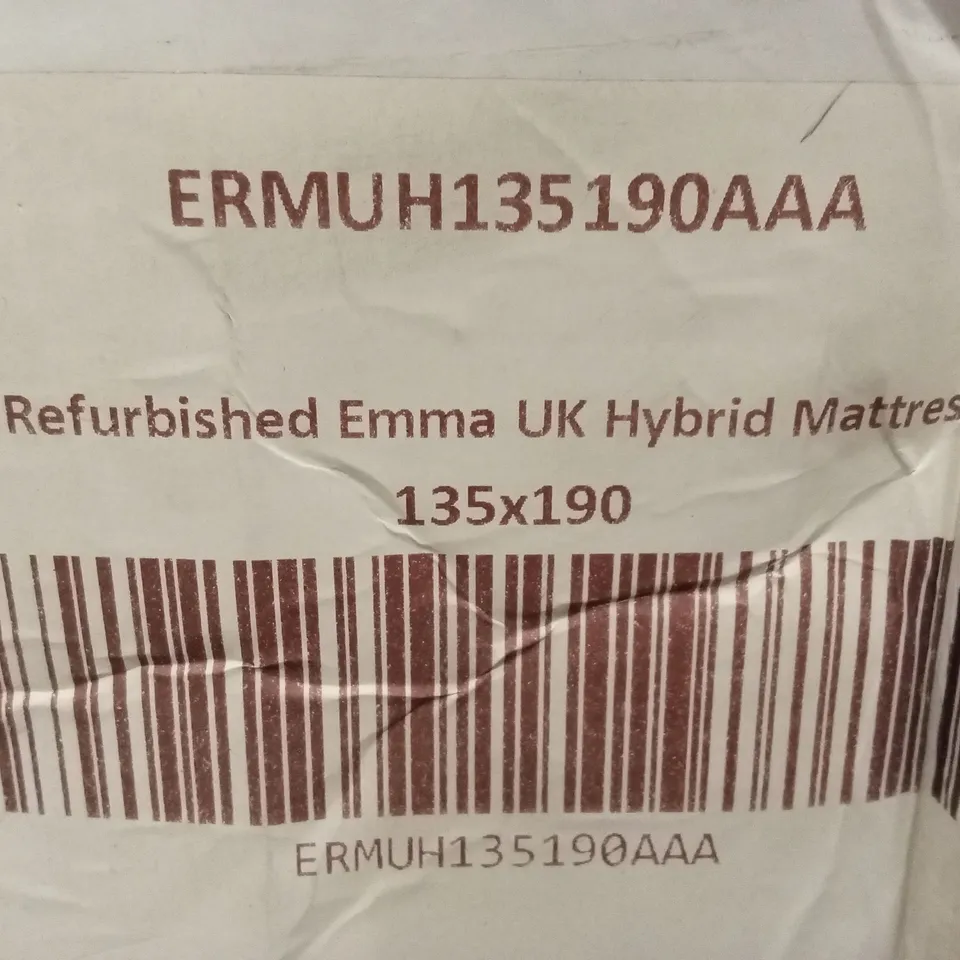 ERMUH135190AAA
Refurbished Emma UK Hybrid Mattres
135x190
ERMUH135190AAA